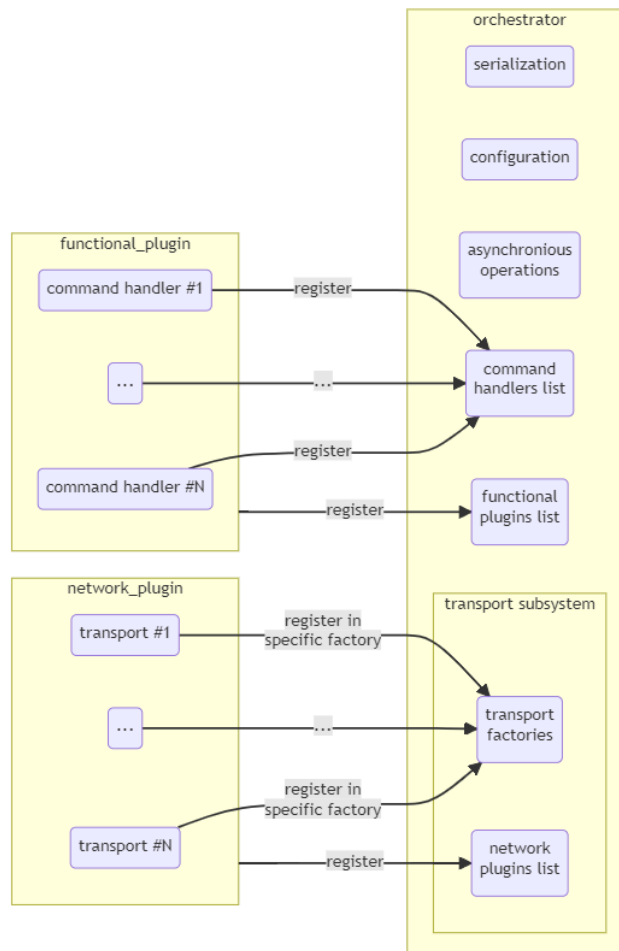 orchestrator
serialization
configuration
asynchronious
operations
functional_plugin
command handler #1
register
...
...
command
handlers list
command handler #N
register
register
functional
plugins list
network_plugin
transport #1
register in
specific factory
transport subsystem
...
...
transport
factories
register in
specific factory
transport #N
register
network
plugins list